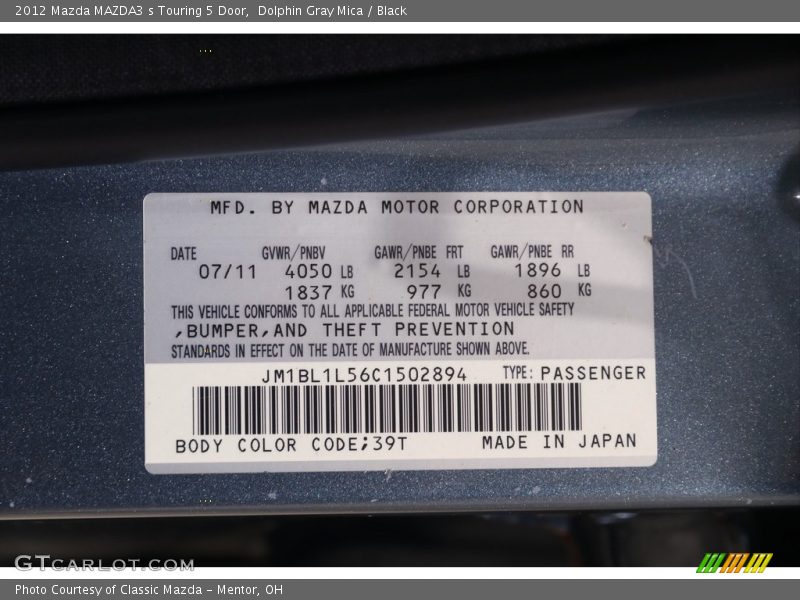 2012 Mazda MAZDA3 s Touring 5 Door,  Dolphin Gray Mica / Black
MFD. BY MAZDA MOTOR CORPORATION
DATE GVWR/PNBV GAWR/PNBE FRT GAWR/PNBE RR
07/11 4050 LB 2154 LB 1896 LB
1837 KG 977 KG 860 KG
THIS VEHICLE CONFORMS TO ALL APPLICABLE FEDERAL MOTOR VEHICLE SAFETY
,BUMPER,AND THEFT PREVENTION
STANDARDS IN EFFECT ON THE DATE OF MANUFACTURE SHOWN ABOVE.
JM1BL1L56C1502894 TYPE: PASSENGER
BODY COLOR CODE;39T MADE IN JAPAN
GTCARLOT.COM
Photo Courtesy of Classic Mazda - Mentor, OH